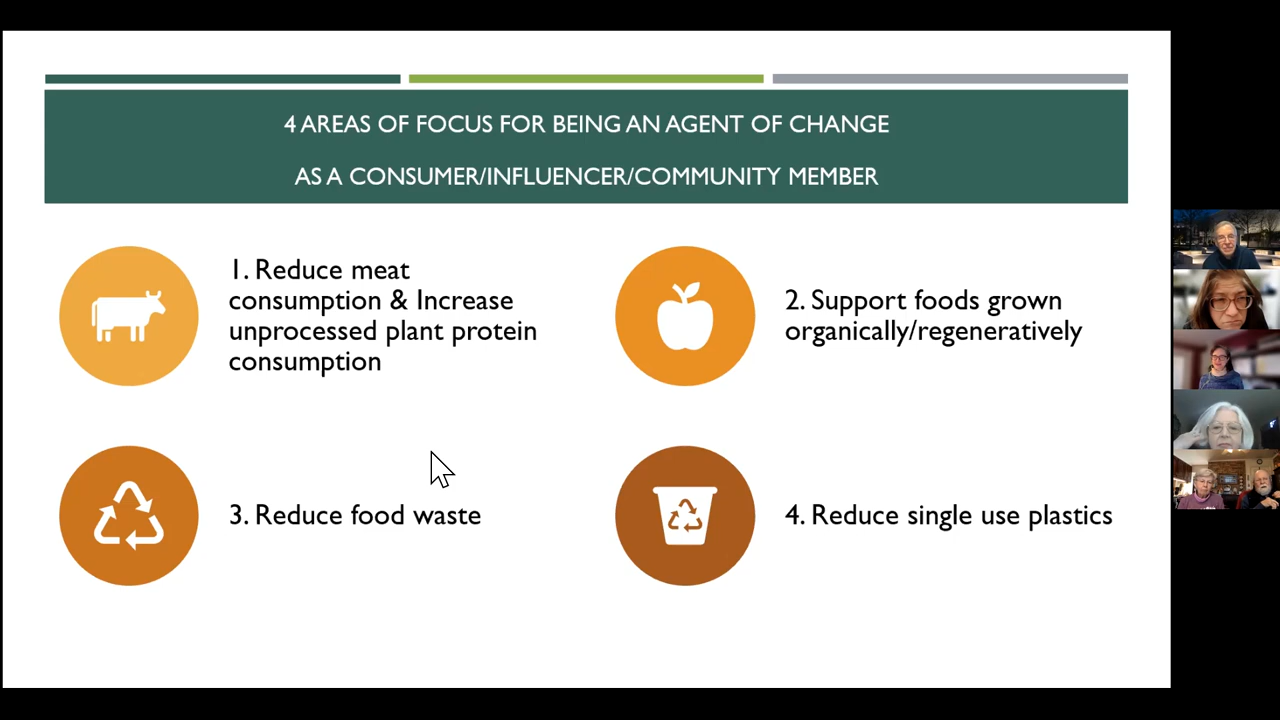 4 AREAS OF FOCUS FOR BEING AN AGENT OF CHANGE
AS A CONSUMER/INFLUENCER/COMMUNITY MEMBER
1. Reduce meat
consumption & Increase
unprocessed plant protein
consumption
2. Support foods grown
organically/regeneratively
3. Reduce food waste
4. Reduce single use plastics